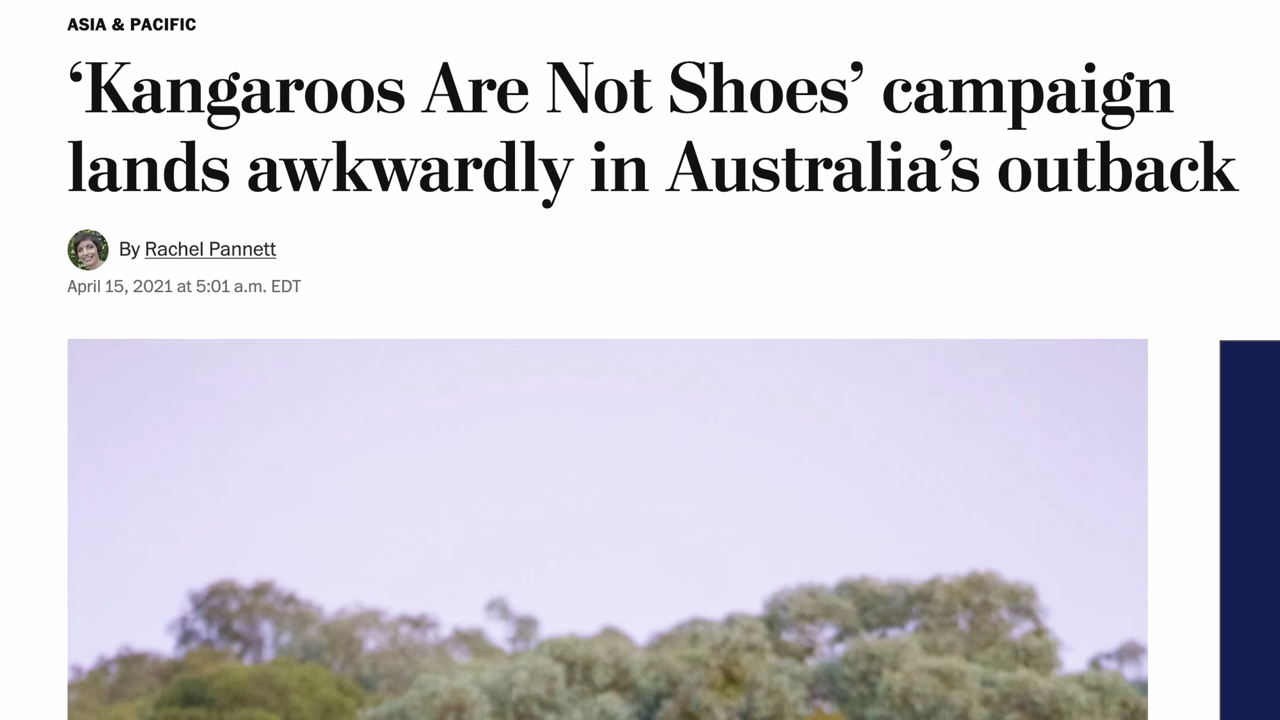 ASIA & PACIFIC
‘Kangaroos Are Not Shoes’ campaign
lands awkwardly in Australia’s outback
By Rachel Pannett
April 15, 2021 at 5:01 a.m. EDT